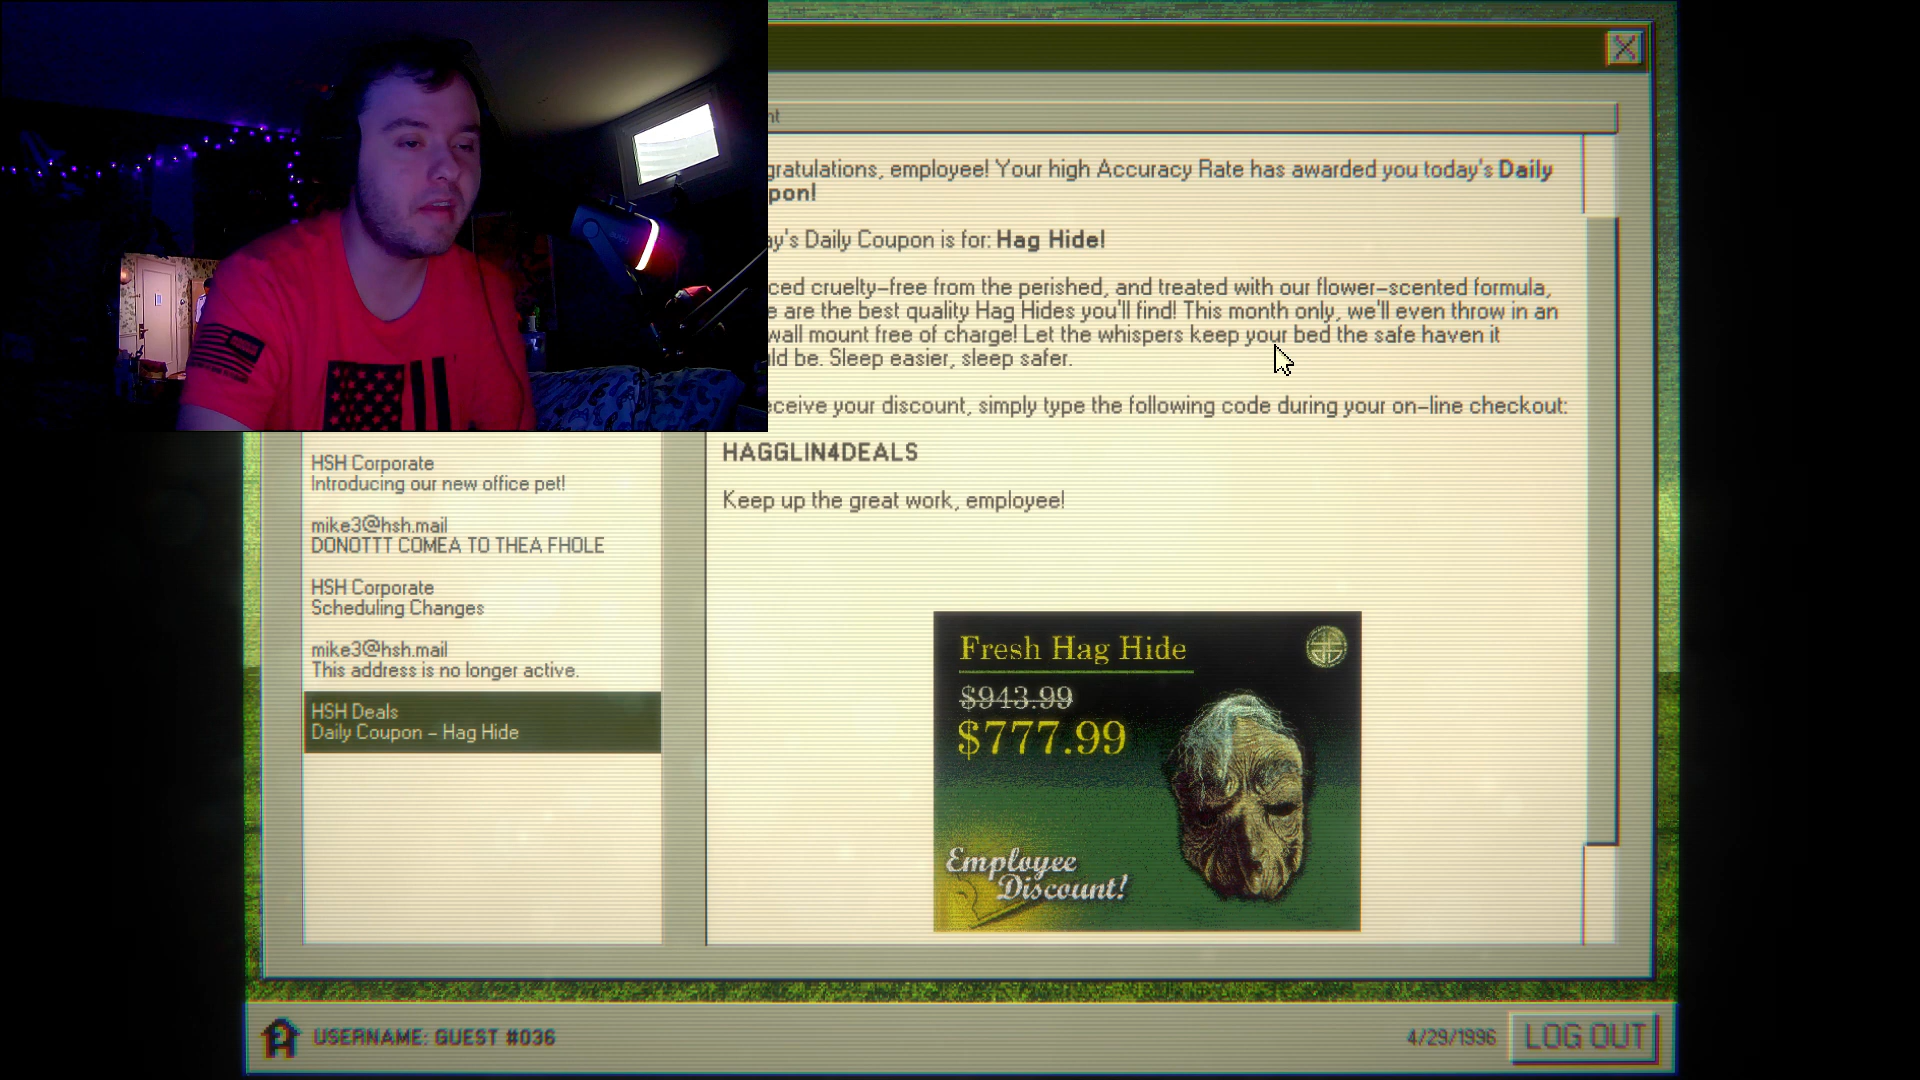 nt
gratulations, employee! Your high Accuracy Rate has awarded you today's Daily
pon!
ay's Daily Coupon is for: Hag Hide!
ced cruelty-free from the perished, and treated with our flower-scented formula,
e are the best quality Hag Hides you'll find! This month only, we'll even throw in an
wall mount free of charge! Let the whispers keep your bed the safe haven it
ld be. Sleep easier, sleep safer.
eceive your discount, simply type the following code during your on-line checkout:
HAGGLIN4DEALS
Keep up the great work, employee!
HSH Corporate
Introducing our new office pet!
mike3@hsh.mail
DONOTTT COMEA TO THEA FHOLE
HSH Corporate
Scheduling Changes
mike3@hsh.mail
This address is no longer active.
HSH Deals
Daily Coupon - Hag Hide
Fresh Hag Hide
$943.99
$777.99
Employee
Discount!
USERNAME: GUEST #036
4/29/1996
LOG OUT